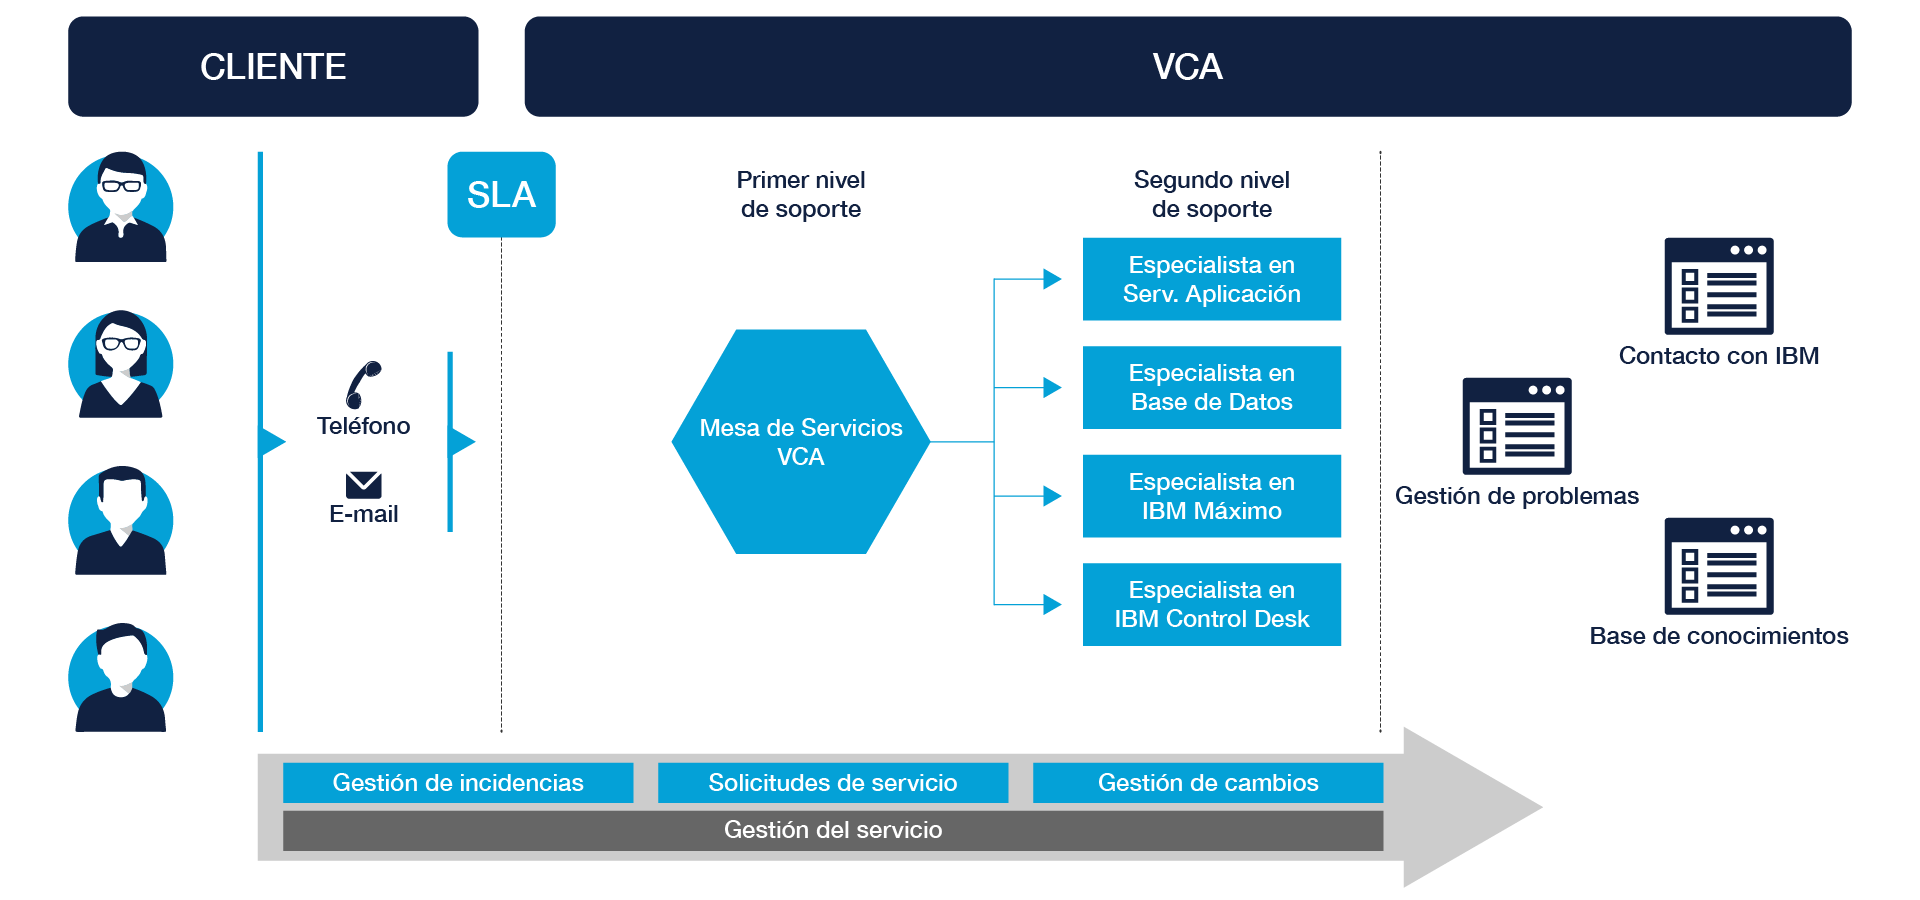 CLIENTE
VCA
SLA
Primer nivel
de soporte
Segundo nivel
de soporte
Teléfono
E-mail
Mesa de Servicios
VCA
Especialista en
Serv. Aplicación
Especialista en
Base de Datos
Especialista en
IBM Máximo
Especialista en
IBM Control Desk
Contacto con IBM
Gestión de problemas
Base de conocimientos
Gestión de incidencias
Solicitudes de servicio
Gestión de cambios
Gestión del servicio